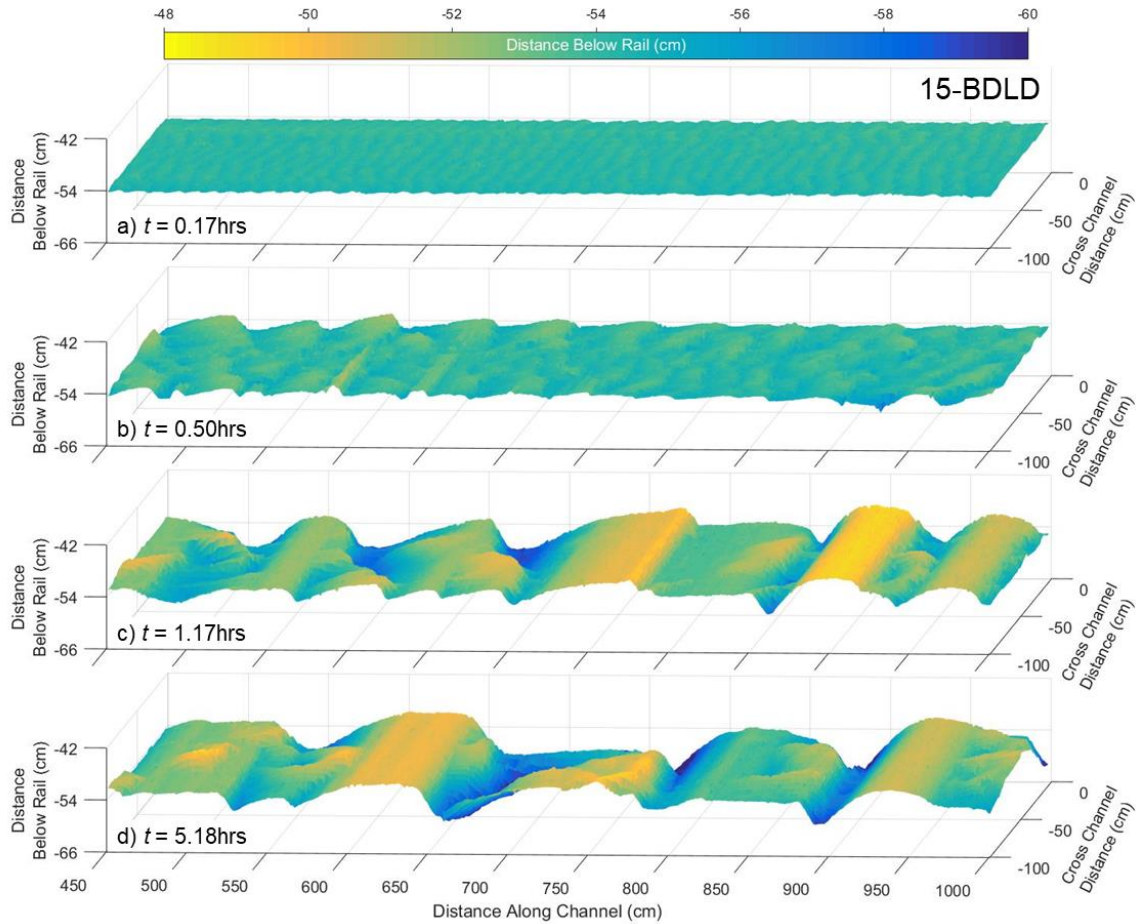 -48 -50 -52 -54 -56 -58 -60
Distance Below Rail (cm)
15-BDLD
-42
-54
-66
Distance
Below Rail (cm)
a) t = 0.17hrs
0
-50
-100
Cross Channel
Distance (cm)
-42
-54
-66
Distance
Below Rail (cm)
b) t = 0.50hrs
0
-50
-100
Cross Channel
Distance (cm)
-42
-54
-66
Distance
Below Rail (cm)
c) t = 1.17hrs
0
-50
-100
Cross Channel
Distance (cm)
-42
-54
-66
Distance
Below Rail (cm)
d) t = 5.18hrs
0
-50
-100
Cross Channel
Distance (cm)
450 500 550 600 650 700 750 800 850 900 950 1000
Distance Along Channel (cm)